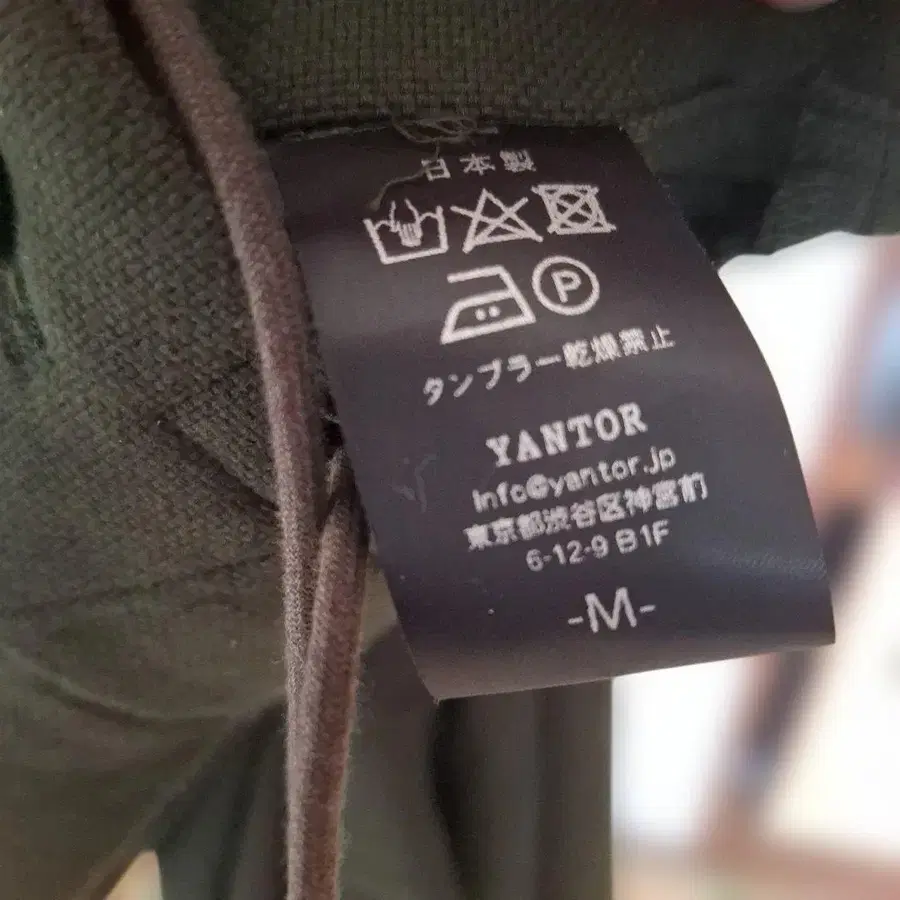 日本製
P
タンブラー乾燥禁止
YANTOR
info@yantor.jp
東京都渋谷区神宮前
6-12-9 B1F
-M-